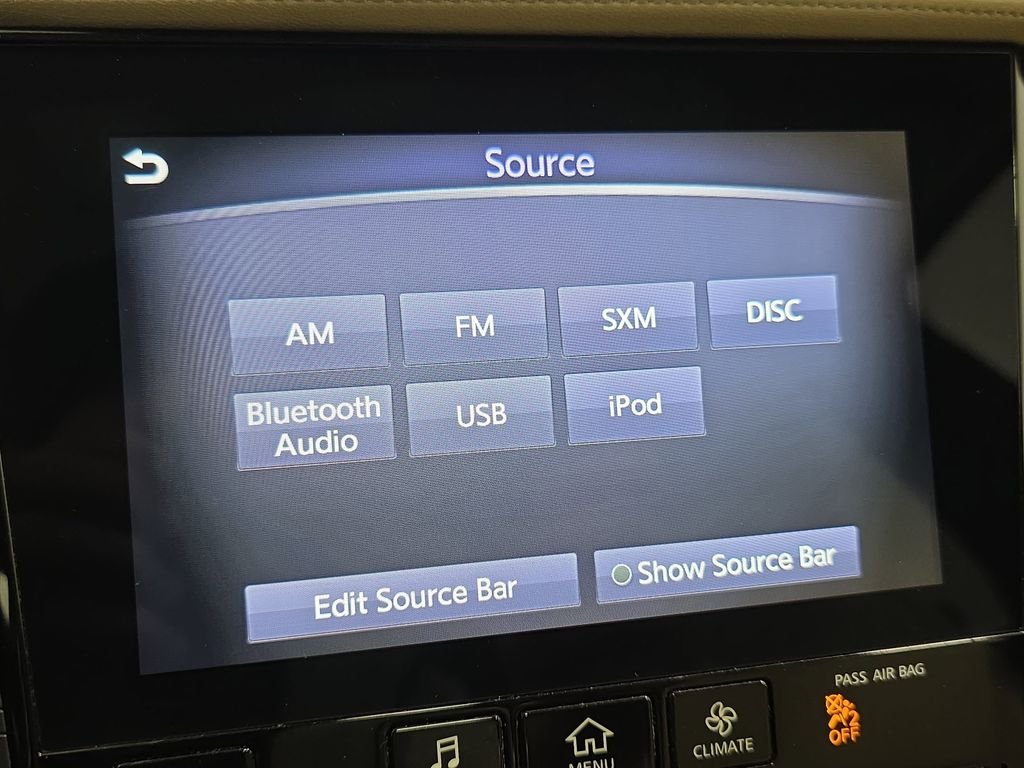 Source
AM
FM
SXM
DISC
Bluetooth
Audio
USB
iPod
Edit Source Bar
Show Source Bar
PASS AIR BAG
2
OFF
MENU
CLIMATE